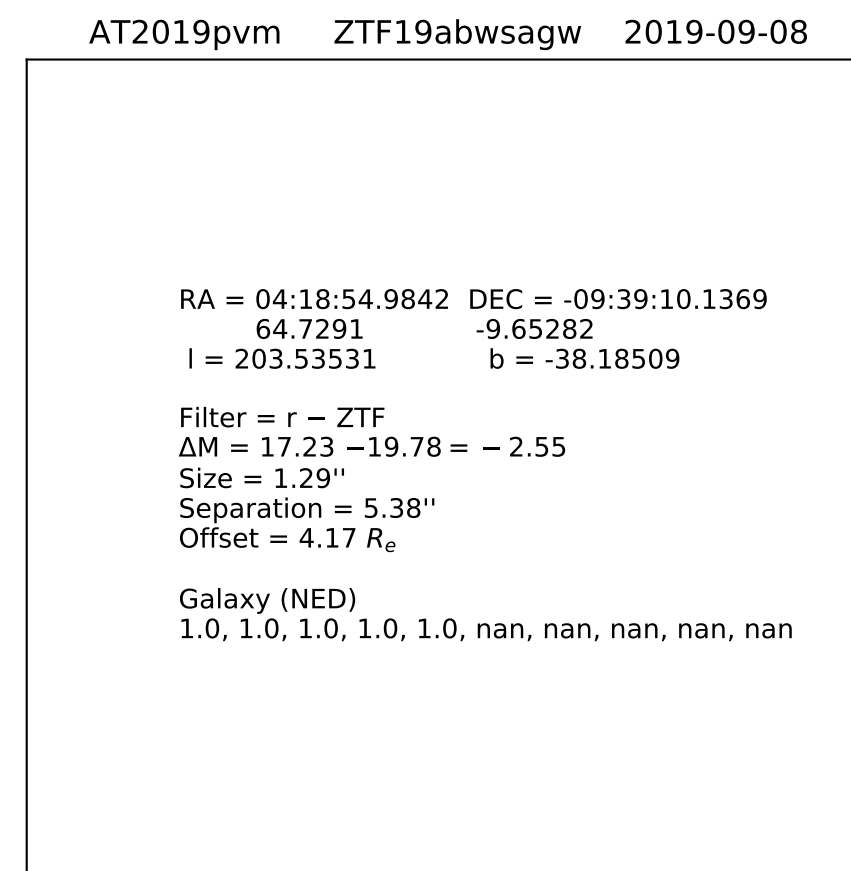 AT2019pvm ZTF19abwsagw 2019-09-08
RA = 04:18:54.9842 DEC = -09:39:10.1369
64.7291 -9.65282
l = 203.53531 b = -38.18509
Filter = r − ZTF
ΔM = 17.23 −19.78 = − 2.55
Size = 1.29''
Separation = 5.38''
Offset = 4.17 Re
Galaxy (NED)
1.0, 1.0, 1.0, 1.0, 1.0, nan, nan, nan, nan, nan